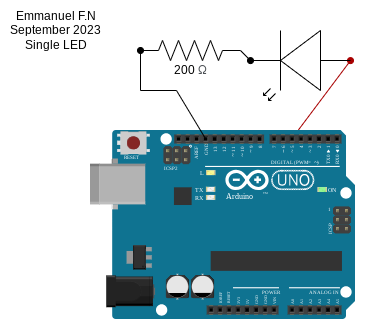 Emmanuel F.N
September 2023
Single LED
200 Ω
RESET
ICSP2
AREF
GND
13
12
~11
~10
~9
8
7
~6
~5
4
~3
2
TX▶1
RX◀0
DIGITAL (PWM~)
L
TX
RX
UNO
Arduino
ON
ICSP
1
POWER
ANALOG IN
IOREF
RESET
3V3
5V
GND
GND
VIN
A0
A1
A2
A3
A4
A5